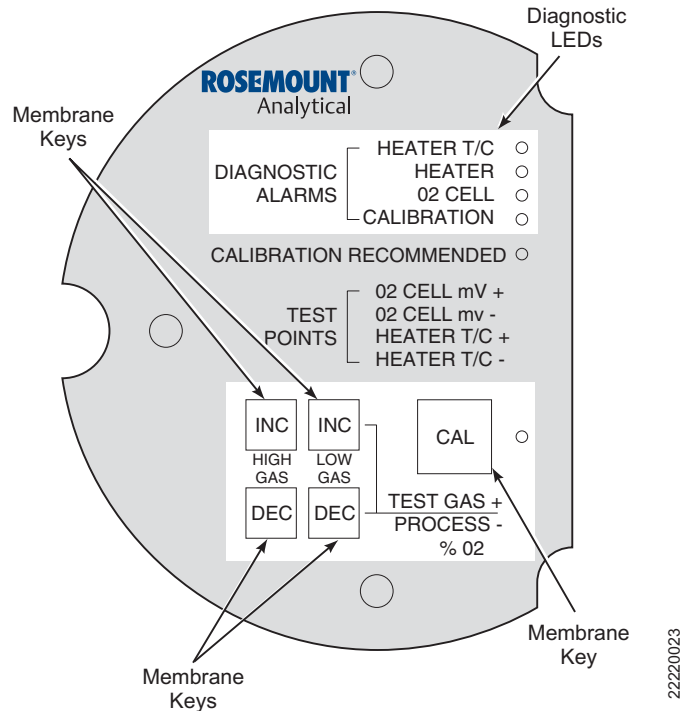 Diagnostic
LEDs
ROSEMOUNT®
Analytical
Membrane
Keys
DIAGNOSTIC
ALARMS
HEATER T/C
HEATER
02 CELL
CALIBRATION
CALIBRATION RECOMMENDED
TEST
POINTS
02 CELL mV +
02 CELL mv -
HEATER T/C +
HEATER T/C -
INC INC
HIGH
GAS
LOW
GAS
DEC DEC
CAL
TEST GAS +
PROCESS -
% 02
Membrane
Key
Membrane
Keys
22220023